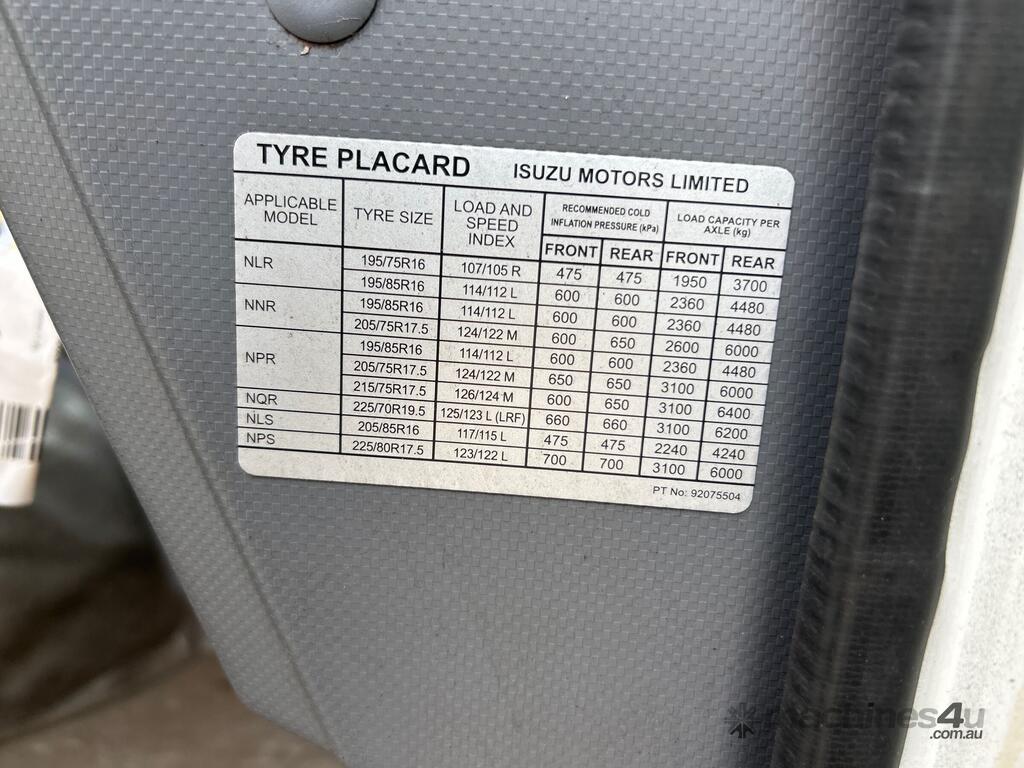 TYRE PLACARD ISUZU MOTORS LIMITED
APPLICABLE MODEL TYRE SIZE LOAD AND SPEED INDEX RECOMMENDED COLD INFLATION PRESSURE (kPa) LOAD CAPACITY PER AXLE (kg)
FRONT REAR FRONT REAR
NLR 195/75R16 107/105 R 475 475 1950 3700
195/85R16 114/112 L 600 600 2360 4480
NNR 195/85R16 114/112 L 600 600 2360 4480
205/75R17.5 124/122 M 600 650 2600 6000
NPR 195/85R16 114/112 L 600 600 2360 4480
205/75R17.5 124/122 M 650 650 3100 6000
215/75R17.5 126/124 M 600 650 3100 6400
NQR 225/70R19.5 125/123 L (LRF) 660 660 3100 6200
NLS 205/85R16 117/115 L 475 475 2240 4240
NPS 225/80R17.5 123/122 L 700 700 3100 6000
PT No: 92075504
machines4u
.com.au